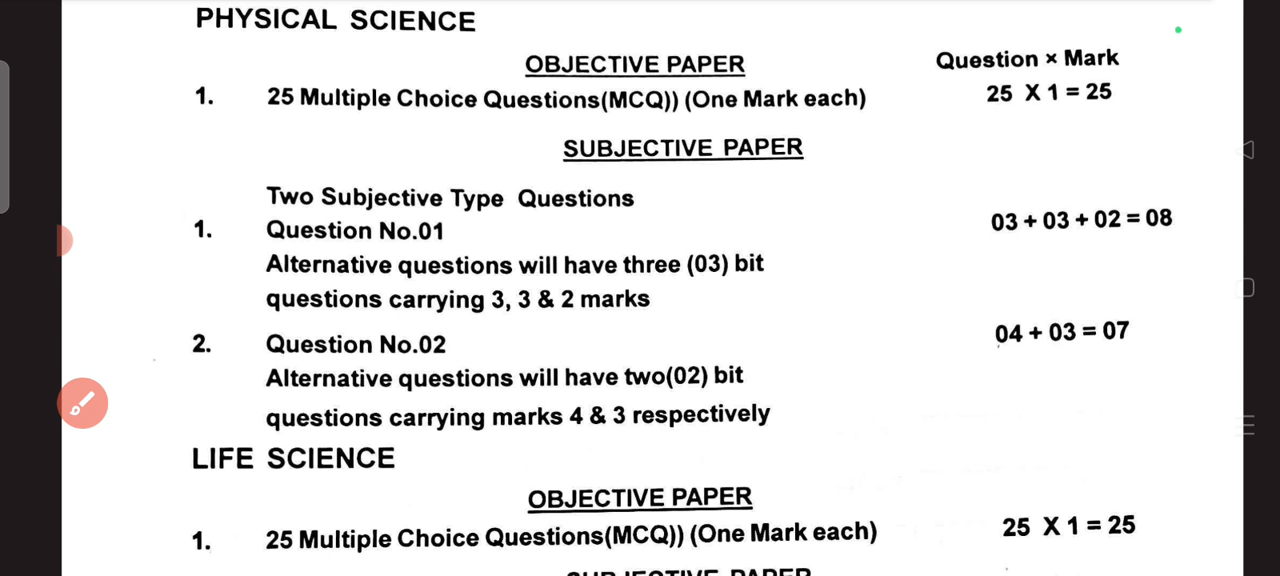 PHYSICAL SCIENCE
OBJECTIVE PAPER Question × Mark
1. 25 Multiple Choice Questions(MCQ)) (One Mark each) 25 X 1 = 25
SUBJECTIVE PAPER
Two Subjective Type Questions
1. Question No.01 03 + 03 + 02 = 08
Alternative questions will have three (03) bit
questions carrying 3, 3 & 2 marks
2. Question No.02 04 + 03 = 07
Alternative questions will have two(02) bit
questions carrying marks 4 & 3 respectively
LIFE SCIENCE
OBJECTIVE PAPER
1. 25 Multiple Choice Questions(MCQ)) (One Mark each) 25 X 1 = 25
SUBJECTIVE PAPER